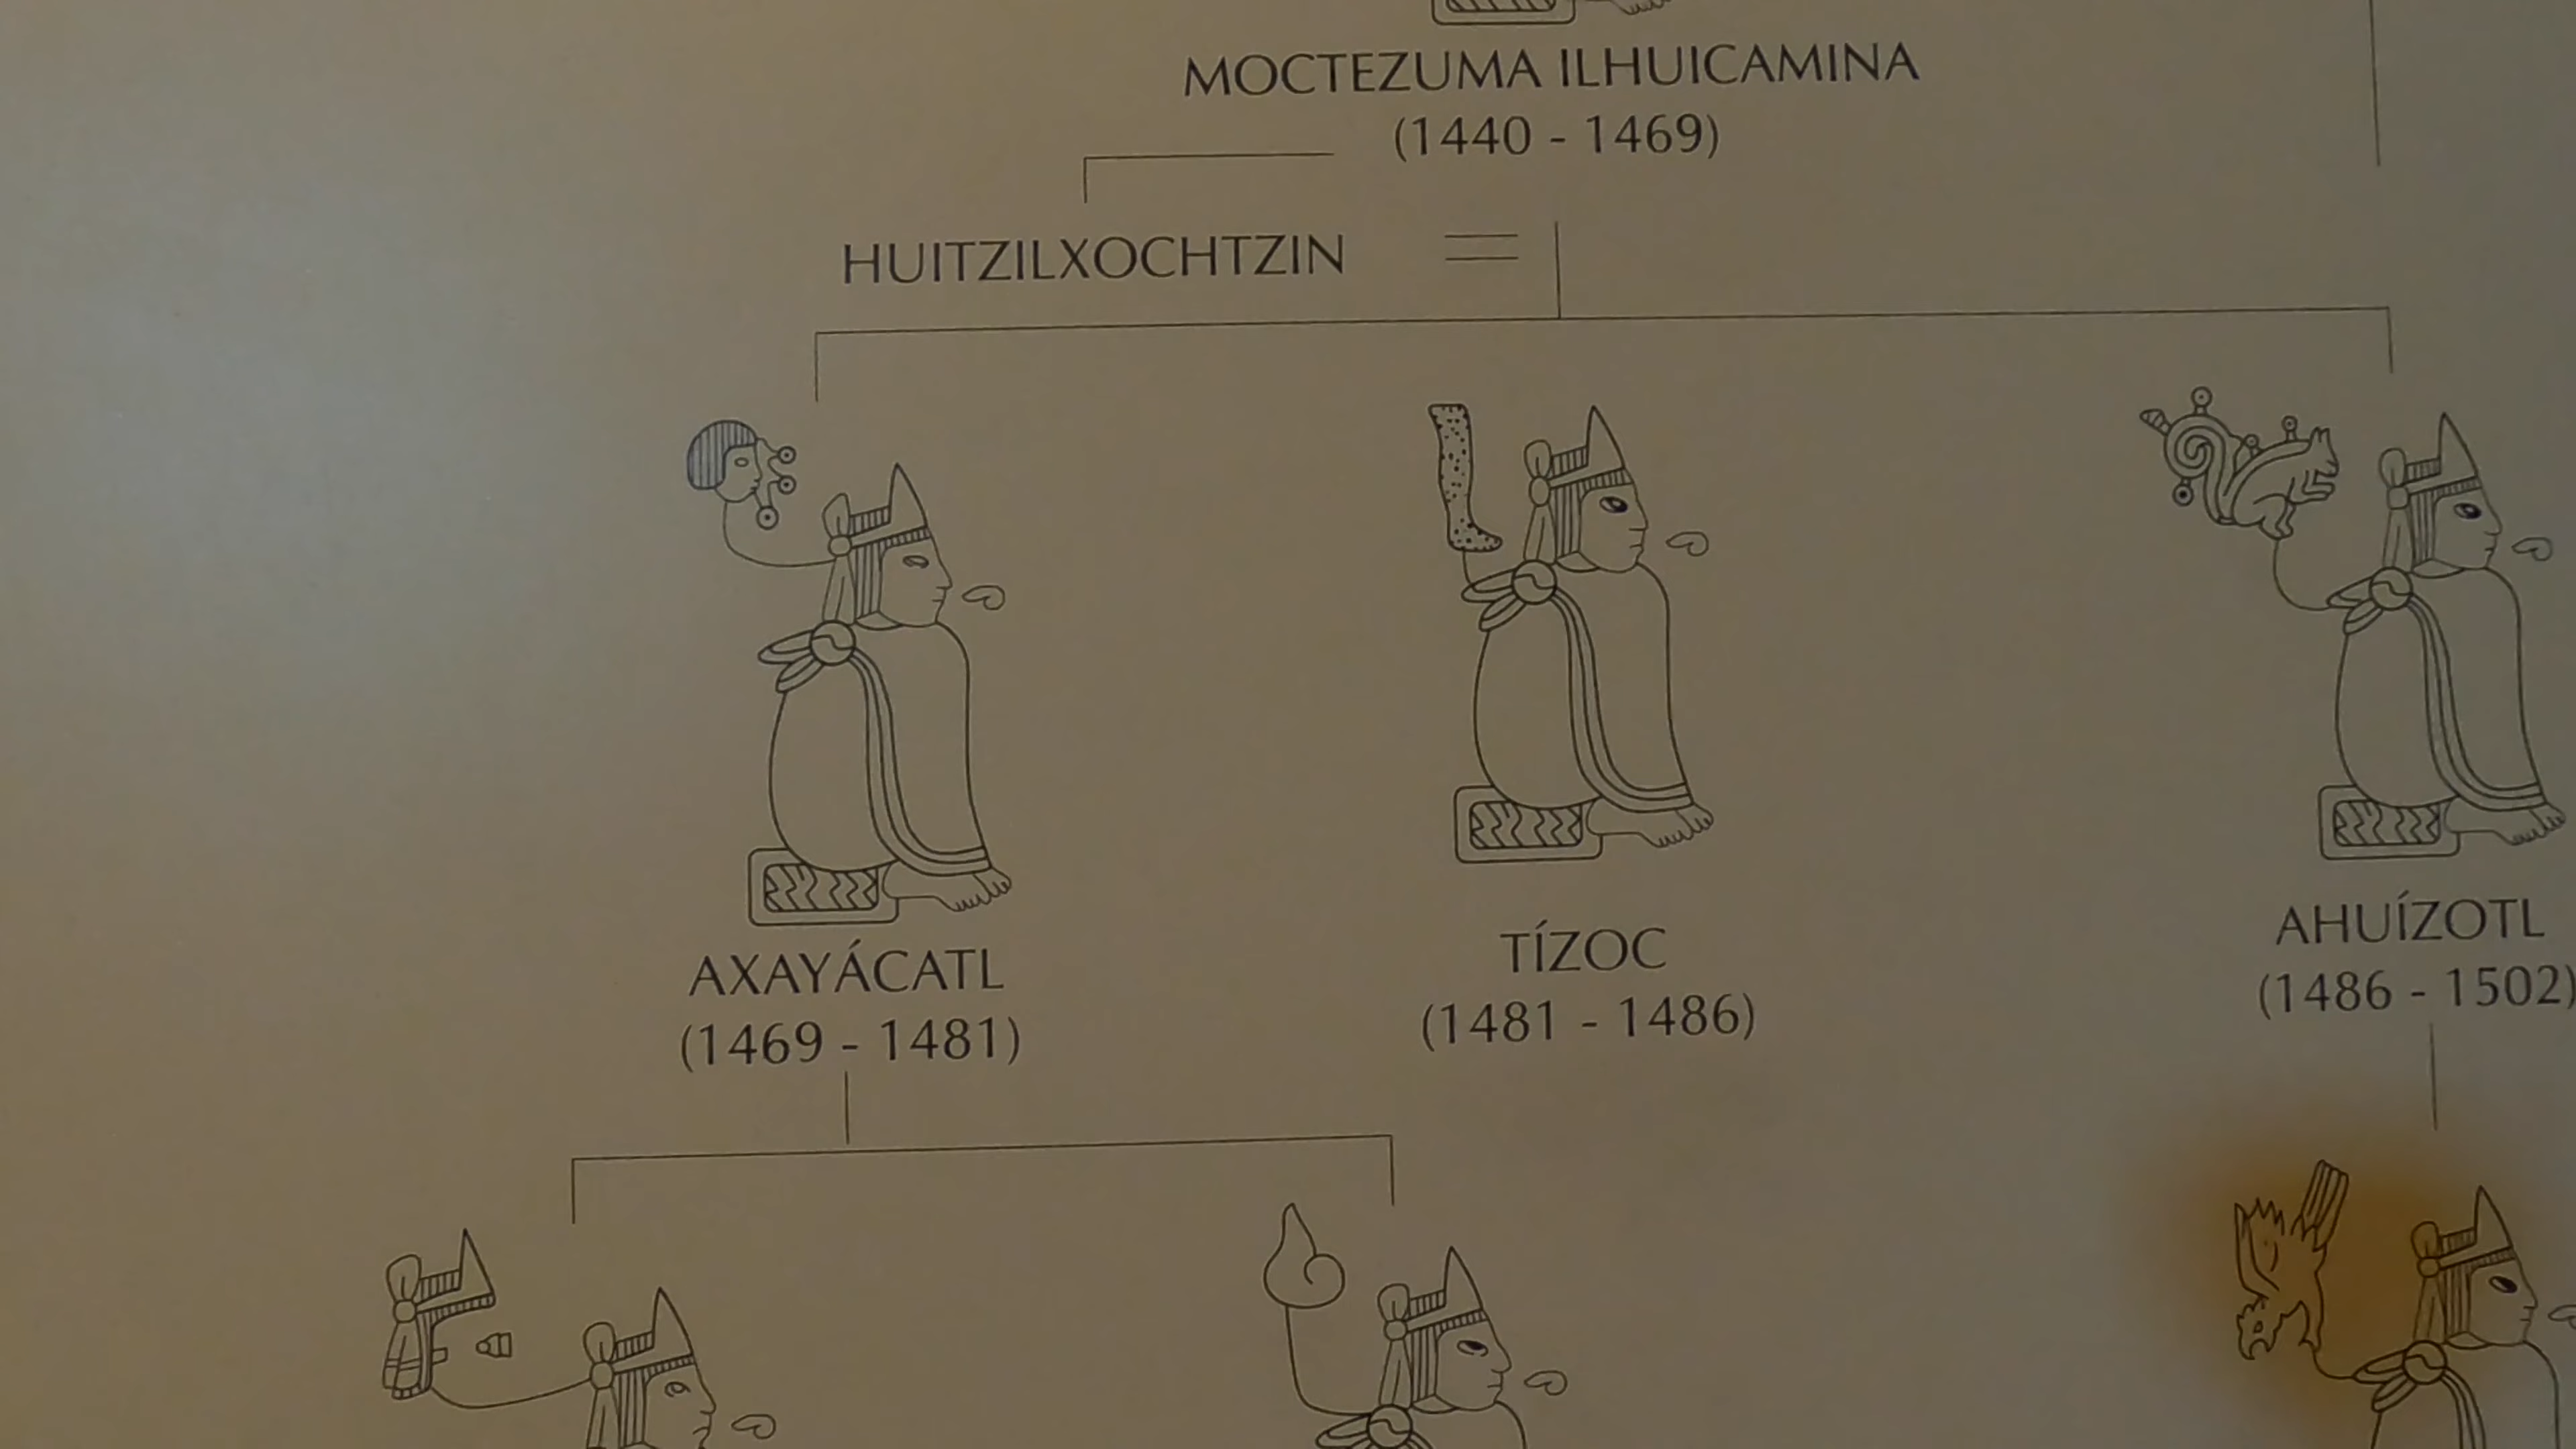 MOCTEZUMA ILHUICAMINA
(1440 - 1469)
HUITZILXOCHTZIN
AXAYÁCATL
(1469 - 1481)
TÍZOC
(1481 - 1486)
AHUÍZOTL
(1486 - 1502)